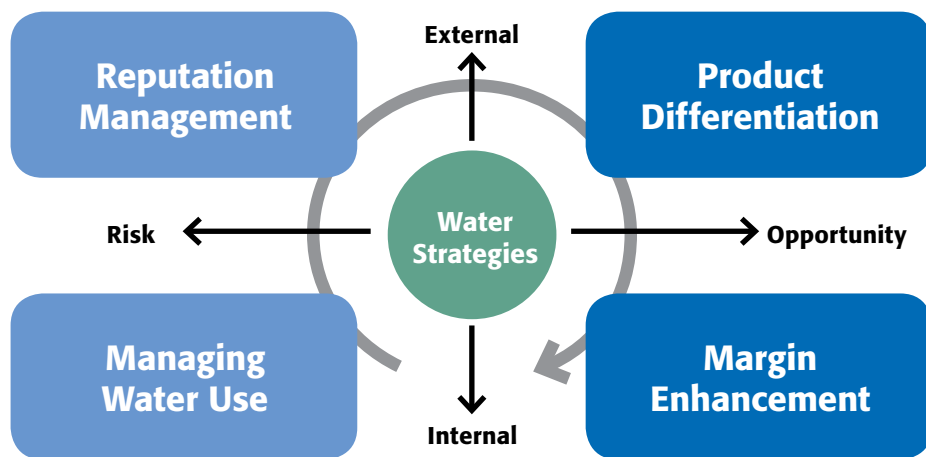 External
Reputation
Management
Product
Differentiation
Risk
Water
Strategies
Opportunity
Managing
Water Use
Margin
Enhancement
Internal